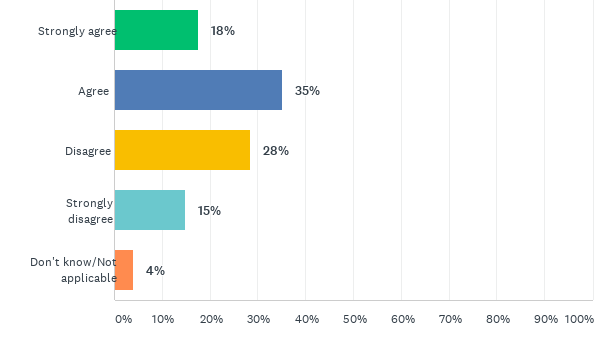 Strongly agree 18%
Agree 35%
Disagree 28%
Strongly
disagree 15%
Don't know/Not
applicable 4%
0% 10% 20% 30% 40% 50% 60% 70% 80% 90% 100%